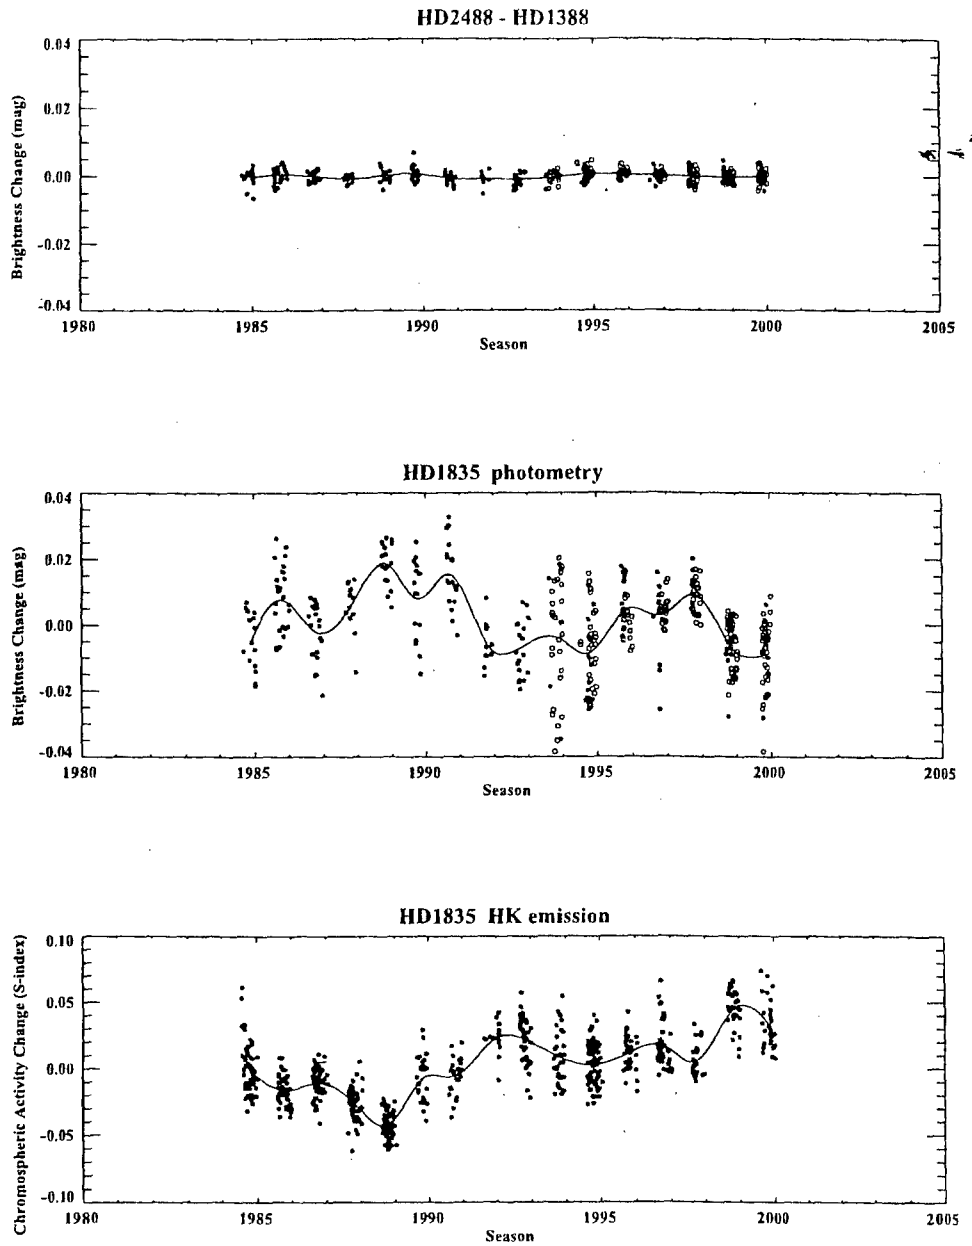 HD2488 - HD1388
Brightness Change (mag)
0.04
0.02
0.00
-0.02
-0.04
1980 1985 1990 1995 2000 2005
Season
HD1835 photometry
Brightness Change (mag)
0.04
0.02
0.00
-0.02
-0.04
1980 1985 1990 1995 2000 2005
Season
HD1835 HK emission
Chromospheric Activity Change (S-index)
0.10
0.05
0.00
-0.05
-0.10
1980 1985 1990 1995 2000 2005
Season